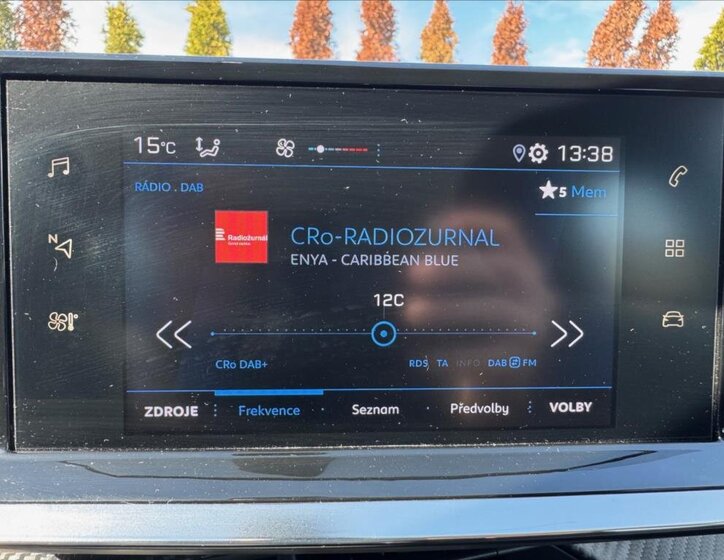 15°C
13:38
RÁDIO . DAB
5 Mem
Radiožurnál
CRo-RADIOZURNAL
ENYA - CARIBBEAN BLUE
N
12C
CRo DAB+
RDS TA INFO DAB FM
ZDROJE Frekvence Seznam Předvolby VOLBY